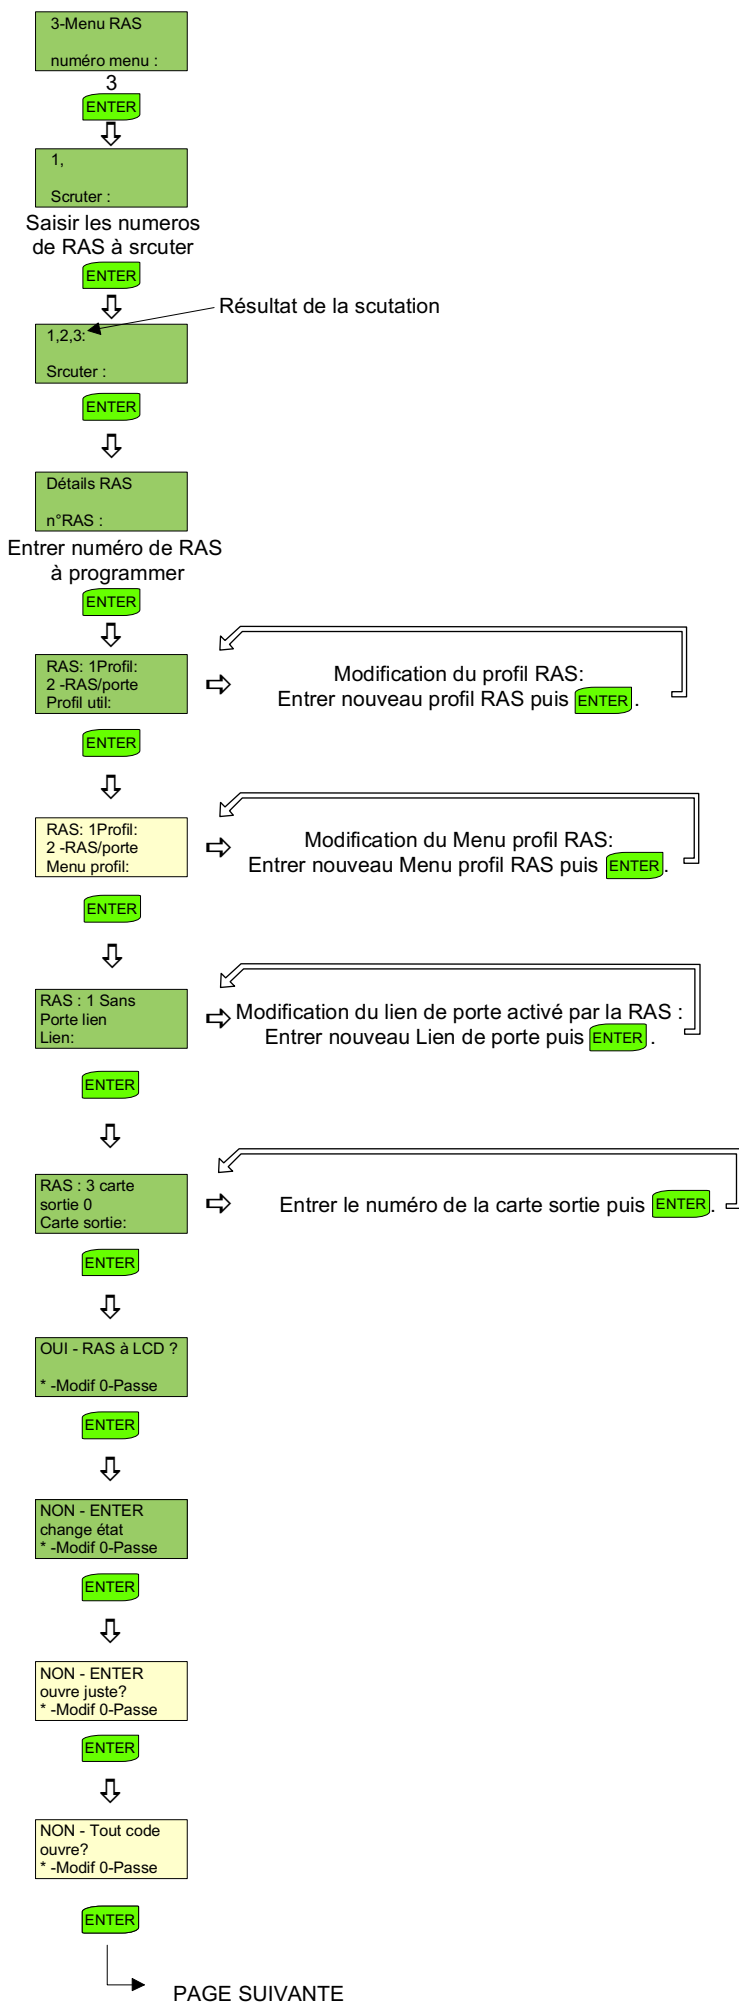 3-Menu RAS
numéro menu :
3
ENTER
1,
Scruter :
Saisir les numeros
de RAS à srcuter
ENTER
Résultat de la scutation
1,2,3:
Srcuter :
ENTER
Détails RAS
n°RAS :
Entrer numéro de RAS
à programmer
ENTER
RAS: 1Profil:
2 -RAS/porte
Profil util:
Modification du profil RAS:
Entrer nouveau profil RAS puis ENTER.
ENTER
RAS: 1Profil:
2 -RAS/porte
Menu profil:
Modification du Menu profil RAS:
Entrer nouveau Menu profil RAS puis ENTER.
ENTER
RAS : 1 Sans
Porte lien
Lien:
Modification du lien de porte activé par la RAS :
Entrer nouveau Lien de porte puis ENTER.
ENTER
RAS : 3 carte
sortie 0
Carte sortie:
Entrer le numéro de la carte sortie puis ENTER.
ENTER
OUI - RAS à LCD ?
* -Modif 0-Passe
ENTER
NON - ENTER
change état
* -Modif 0-Passe
ENTER
NON - ENTER
ouvre juste?
* -Modif 0-Passe
ENTER
NON - Tout code
ouvre?
* -Modif 0-Passe
ENTER
PAGE SUIVANTE